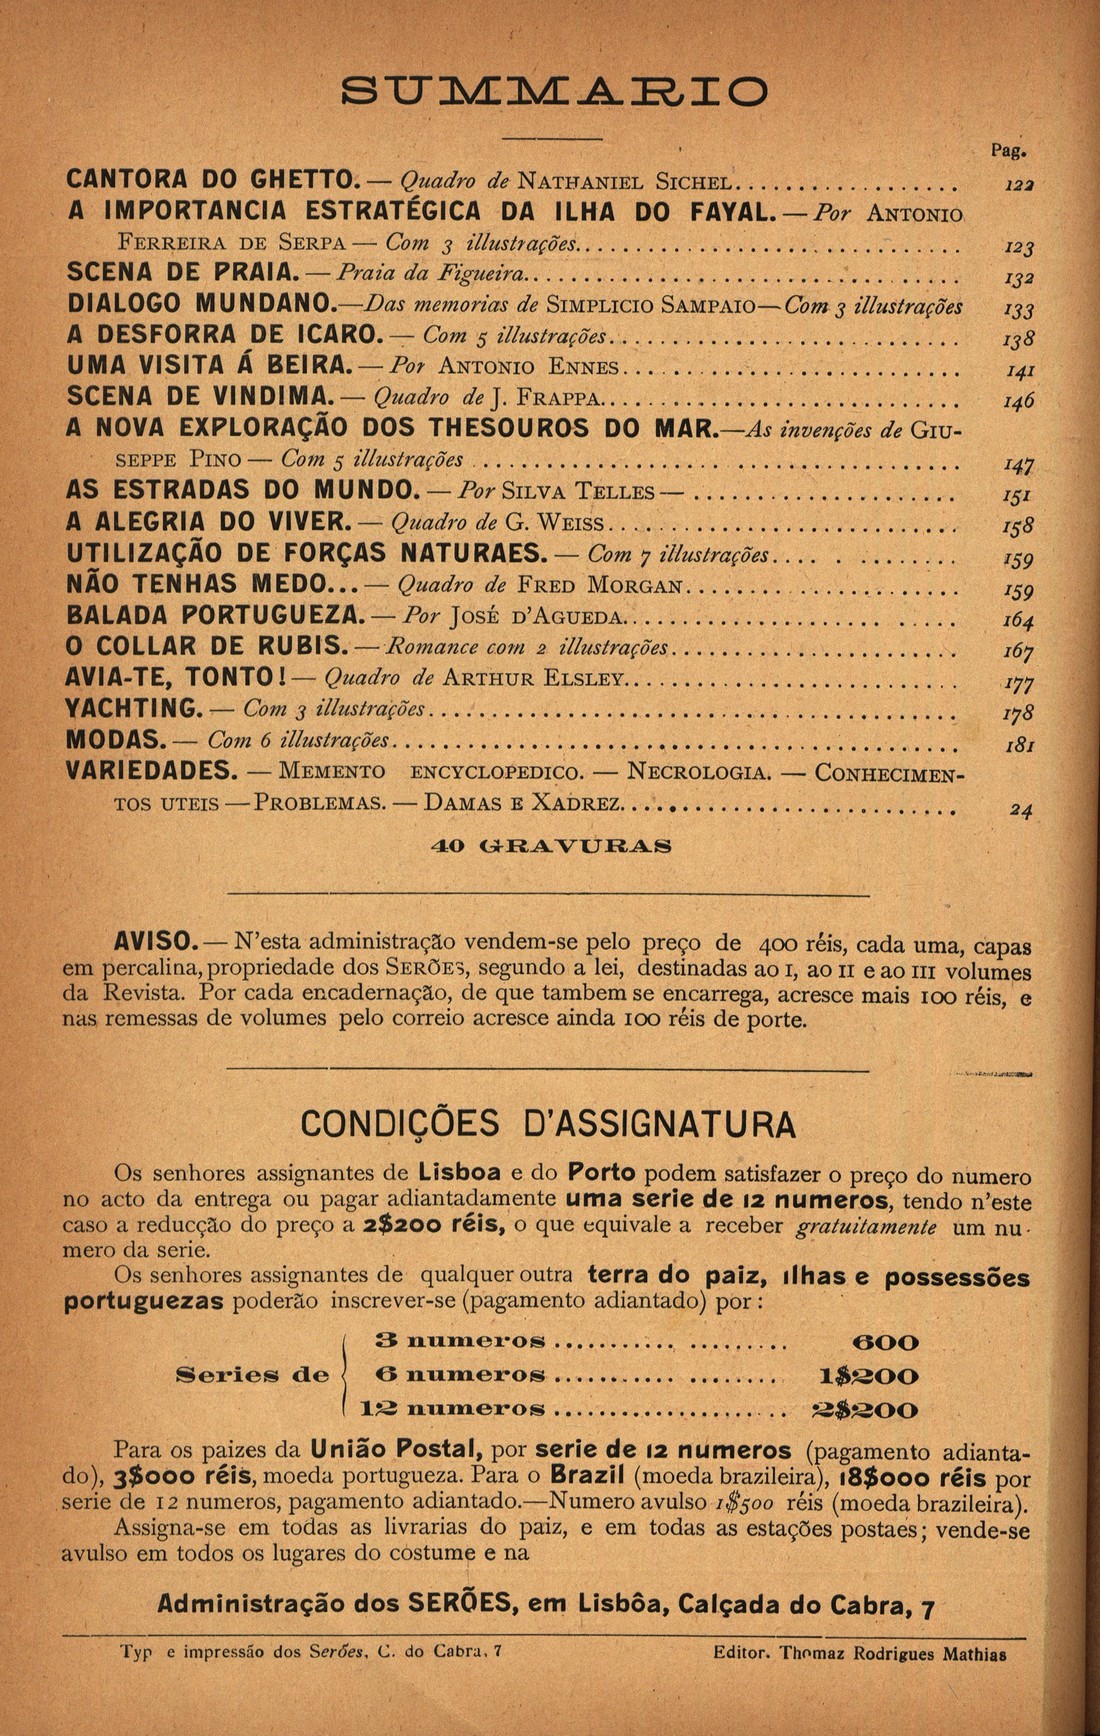 SUMMARIO
Pag.
CANTORA DO GHETTO. — Quadro de NATHANIEL SICHEL.................. 122
A IMPORTANCIA ESTRATÉGICA DA ILHA DO FAYAL. — Por ANTONIO
FERREIRA DE SERPA — Com 3 illustrações.............................. 123
SCENA DE PRAIA. — Praia da Figueira................................ 132
DIALOGO MUNDANO.—Das memorias de SIMPLICIO SAMPAIO—Com 3 illustrações 133
A DESFORRA DE ICARO. — Com 5 illustrações............................ 138
UMA VISITA Á BEIRA. — Por ANTONIO ENNES........................... 141
SCENA DE VINDIMA. — Quadro de J. FRAPPA............................ 146
A NOVA EXPLORAÇÃO DOS THESOUROS DO MAR.—As invenções de GIU-
SEPPE PINO — Com 5 illustrações ...................................... 147
AS ESTRADAS DO MUNDO. — Por SILVA TELLES — ..................... 151
A ALEGRIA DO VIVER. — Quadro de G. WEISS............................ 158
UTILIZAÇÃO DE FORÇAS NATURAES. — Com 7 illustrações.... . ........ 159
NÃO TENHAS MEDO... — Quadro de FRED MORGAN...................... 159
BALADA PORTUGUEZA. — Por JOSÉ D'AGUEDA..................... ..... 164
O COLLAR DE RUBIS. — Romance com 2 illustrações....................... 167
AVIA-TE, TONTO! — Quadro de ARTHUR ELSLEY.......................... 177
YACHTING. — Com 3 illustrações.......................................... 178
MODAS. — Com 6 illustrações............................................. 181
VARIEDADES. — MEMENTO ENCYCLOPEDICO. — NECROLOGIA. — CONHECIMEN-
TOS UTEIS — PROBLEMAS. — DAMAS E XADREZ........................... 24
40 GRAVURAS
AVISO. — N'esta administração vendem-se pelo preço de 400 réis, cada uma, capas
em percalina, propriedade dos SERÕES, segundo a lei, destinadas ao I, ao II e ao III volumes
da Revista. Por cada encadernação, de que tambem se encarrega, acresce mais 100 réis, e
nas remessas de volumes pelo correio acresce ainda 100 réis de porte.
CONDIÇÕES D'ASSIGNATURA
Os senhores assignantes de Lisboa e do Porto podem satisfazer o preço do numero
no acto da entrega ou pagar adiantadamente uma serie de 12 numeros, tendo n'este
caso a reducção do preço a 2$200 réis, o que equivale a receber gratuitamente um nu-
mero da serie.
Os senhores assignantes de qualquer outra terra do paiz, ilhas e possessões
portuguezas poderão inscrever-se (pagamento adiantado) por :
3 numeros ........... ......... 600
Series de 6 numeros ........... ........ 1$200
12 numeros ...................... 2$200
Para os paizes da União Postal, por serie de 12 numeros (pagamento adianta-
do), 3$000 réis, moeda portugueza. Para o Brazil (moeda brazileira), 18$000 réis por
serie de 12 numeros, pagamento adiantado.—Numero avulso 1$500 réis (moeda brazileira).
Assigna-se em todas as livrarias do paiz, e em todas as estações postaes; vende-se
avulso em todos os lugares do costume e na
Administração dos SERÕES, em Lisbôa, Calçada do Cabra, 7
Typ e impressão dos Serões, C. do Cabra, 7 Editor. Thomaz Rodrigues Mathias